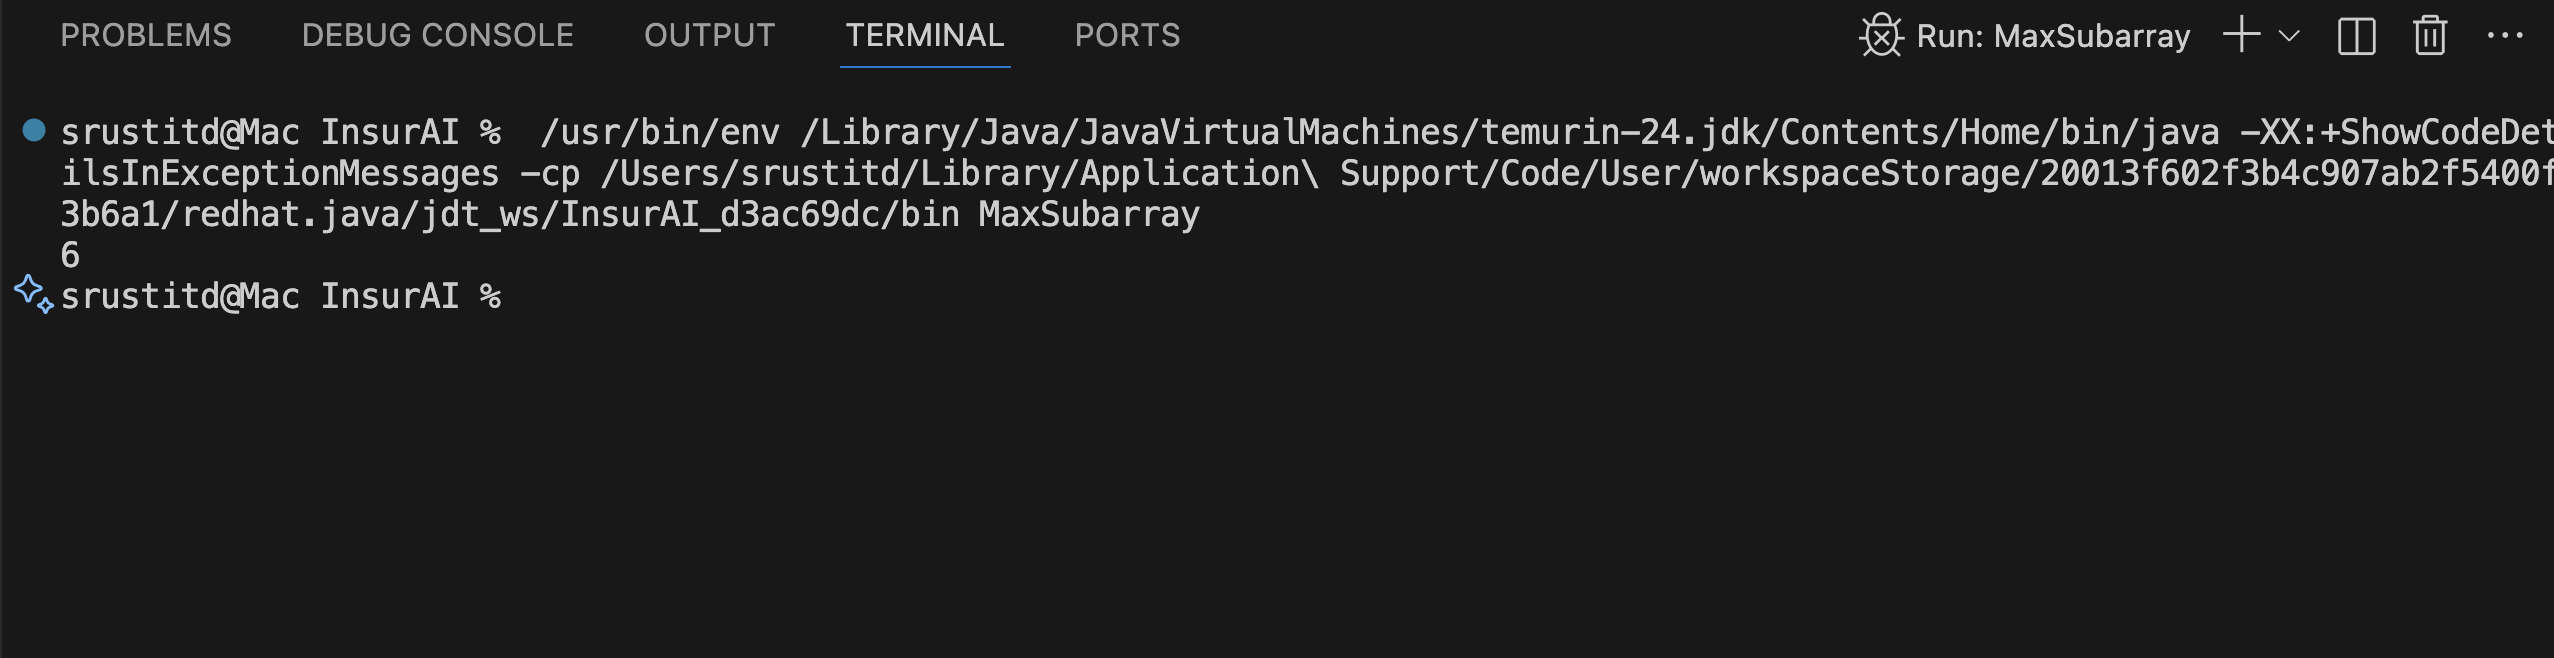 PROBLEMS DEBUG CONSOLE OUTPUT TERMINAL PORTS Run: MaxSubarray
srustitd@Mac InsurAI %  /usr/bin/env /Library/Java/JavaVirtualMachines/temurin-24.jdk/Contents/Home/bin/java -XX:+ShowCodeDet
ilsInExceptionMessages -cp /Users/srustitd/Library/Application\ Support/Code/User/workspaceStorage/20013f602f3b4c907ab2f5400f
3b6a1/redhat.java/jdt_ws/InsurAI_d3ac69dc/bin MaxSubarray
6
srustitd@Mac InsurAI %